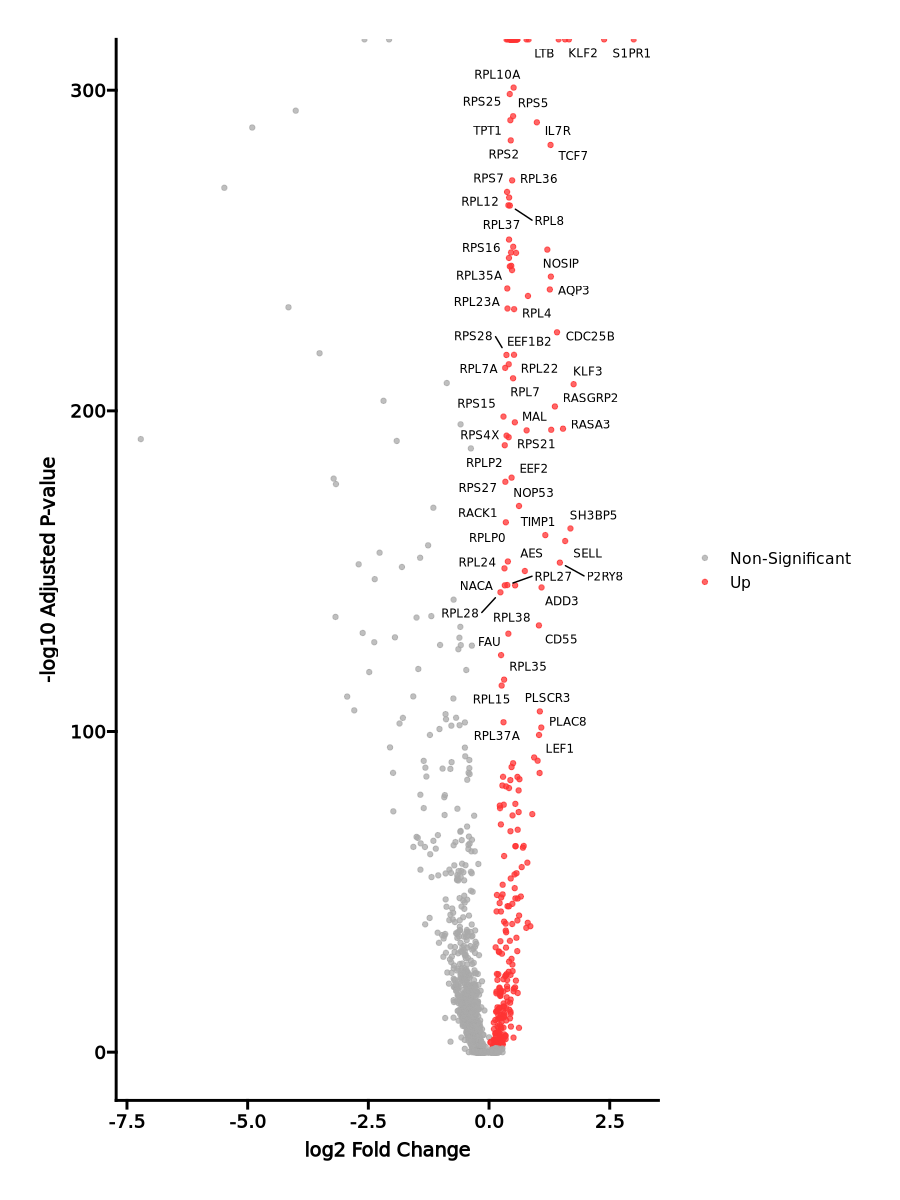 LTB KLF2 S1PR1
RPL10A
300
RPS25 RPS5
TPT1 IL7R
RPS2 TCF7
RPS7 RPL36
RPL12
RPL37 RPL8
RPS16
NOSIP
RPL35A
AQP3
RPL23A
RPL4
RPS28 EEF1B2 CDC25B
RPL7A RPL22 KLF3
RPL7
RASGRP2
RPS15
200
MAL RASA3
RPS4X
RPS21
RPLP2
EEF2
RPS27
NOP53
RACK1 TIMP1 SH3BP5
RPLP0
AES SELL
RPL24
RPL27 P2RY8
NACA
ADD3
RPL28 RPL38
FAU CD55
RPL35
RPL15 PLSCR3
PLAC8
100
RPL37A
LEF1
0
-log10 Adjusted P-value
-7.5 -5.0 -2.5 0.0 2.5
log2 Fold Change
Non-Significant
Up